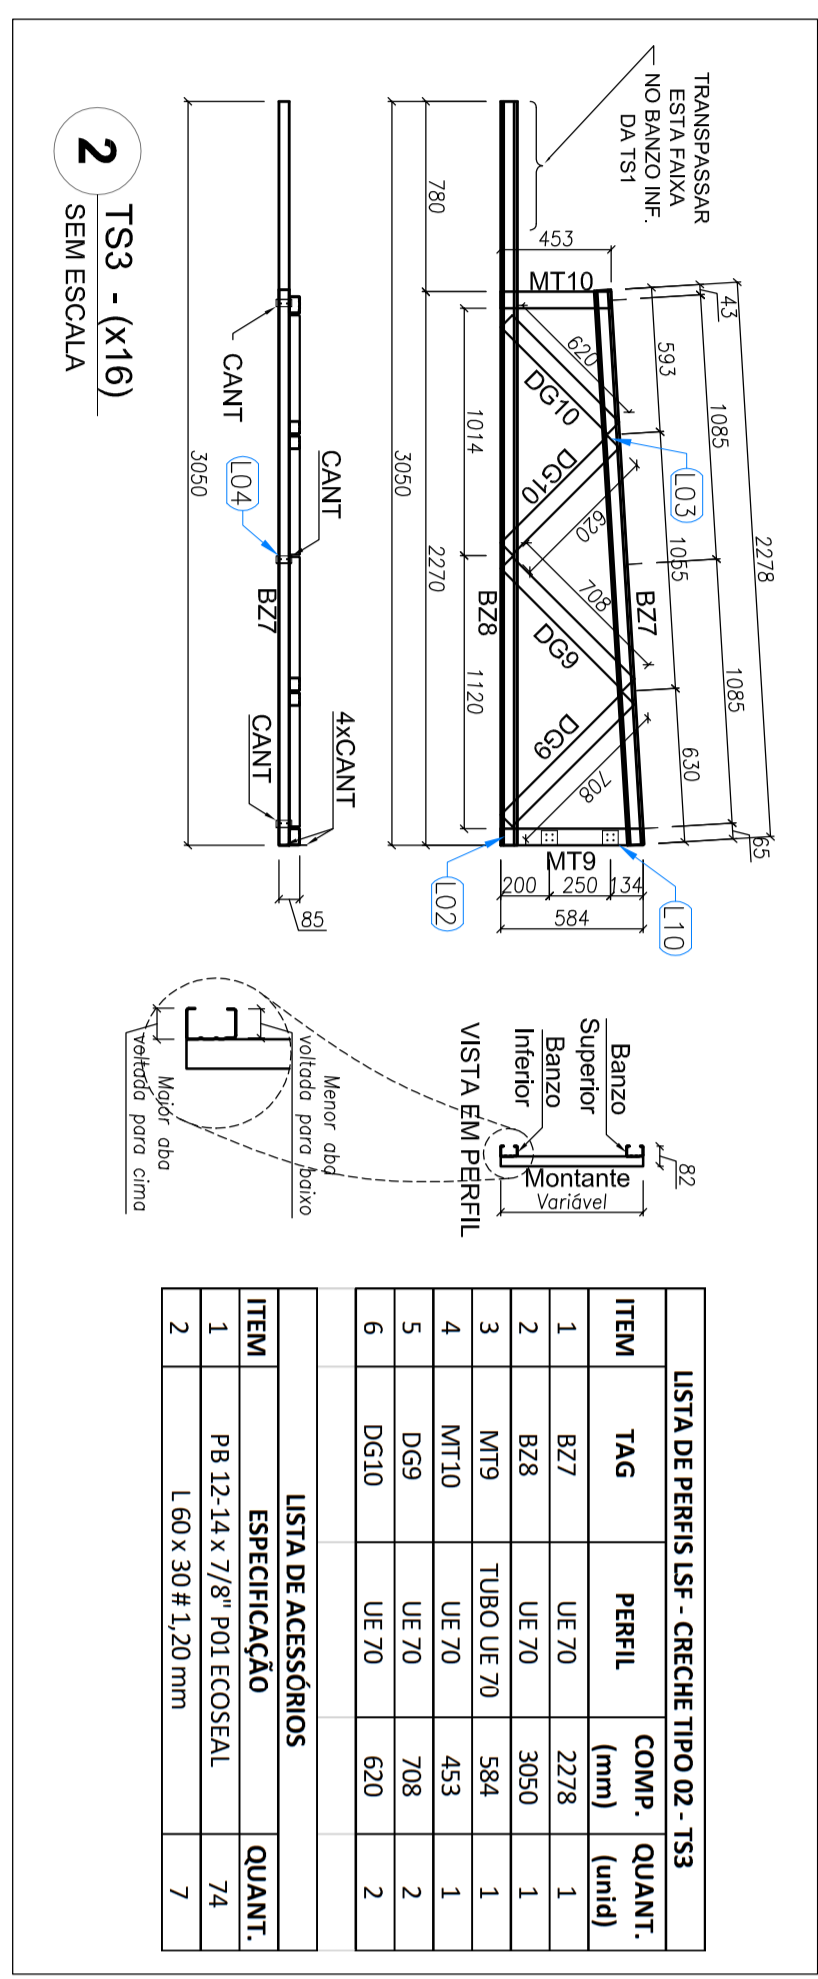 TRANSPASSAR
ESTA FAIXA
NO BANZO INF.
DA TS1
2278
43
1085
1085
65
593
1055
630
453
MT10
620
DG10
L03
DG10
620
708
BZ7
DG9
DG9
708
BZ8
MT9
L10
L02
200
250
134
584
1014
1120
780
2270
3050
CANT
4xCANT
CANT
L04
BZ7
CANT
85
3050
2
TS3 - (x16)
SEM ESCALA
82
Banzo
Superior
Banzo
Inferior
Montante
Variável
VISTA EM PERFIL
Menor aba
voltada para baixo
Maior aba
voltada para cima
LISTA DE PERFIS LSF - CRECHE TIPO 02 - TS3
ITEM TAG PERFIL COMP. (mm) QUANT. (unid)
1 BZ7 UE 70 2278 1
2 BZ8 UE 70 3050 1
3 MT9 TUBO UE 70 584 1
4 MT10 UE 70 453 1
5 DG9 UE 70 708 2
6 DG10 UE 70 620 2
LISTA DE ACESSÓRIOS
ITEM ESPECIFICAÇÃO QUANT.
1 PB 12-14 x 7/8" P01 ECOSEAL 74
2 L 60 x 30 # 1,20 mm 7